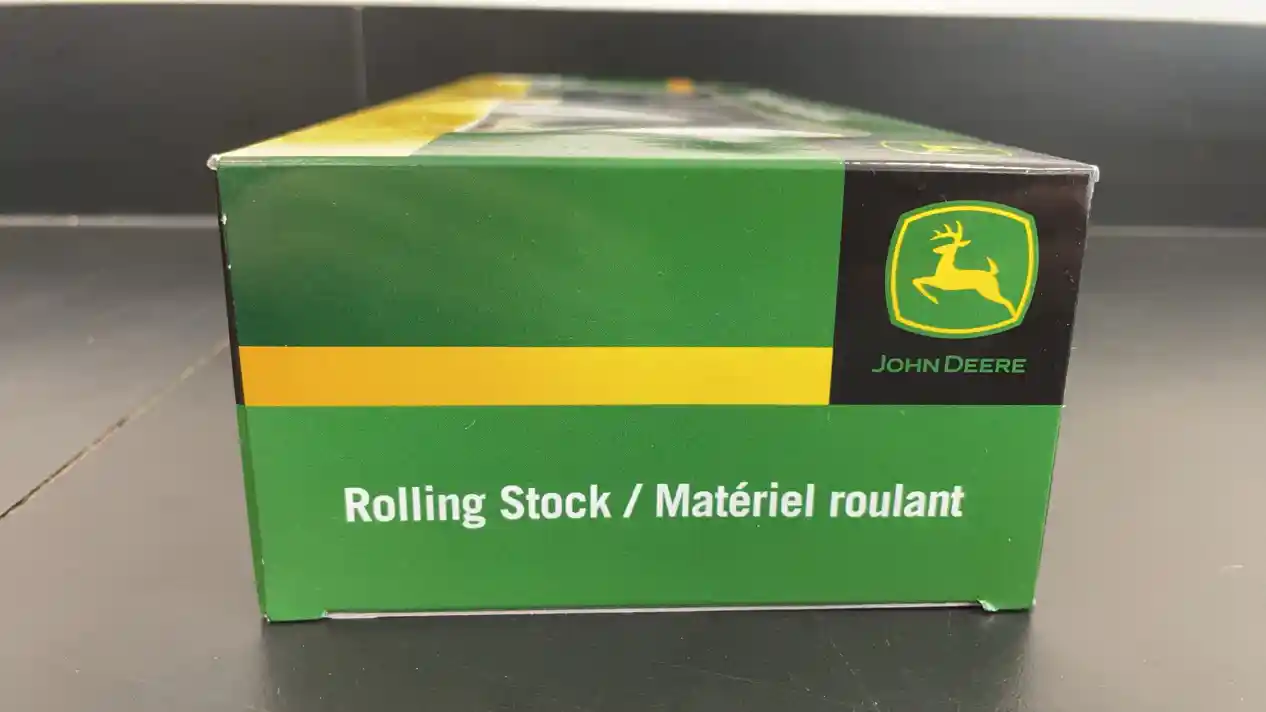 JOHN DEERE
Rolling Stock / Matériel roulant